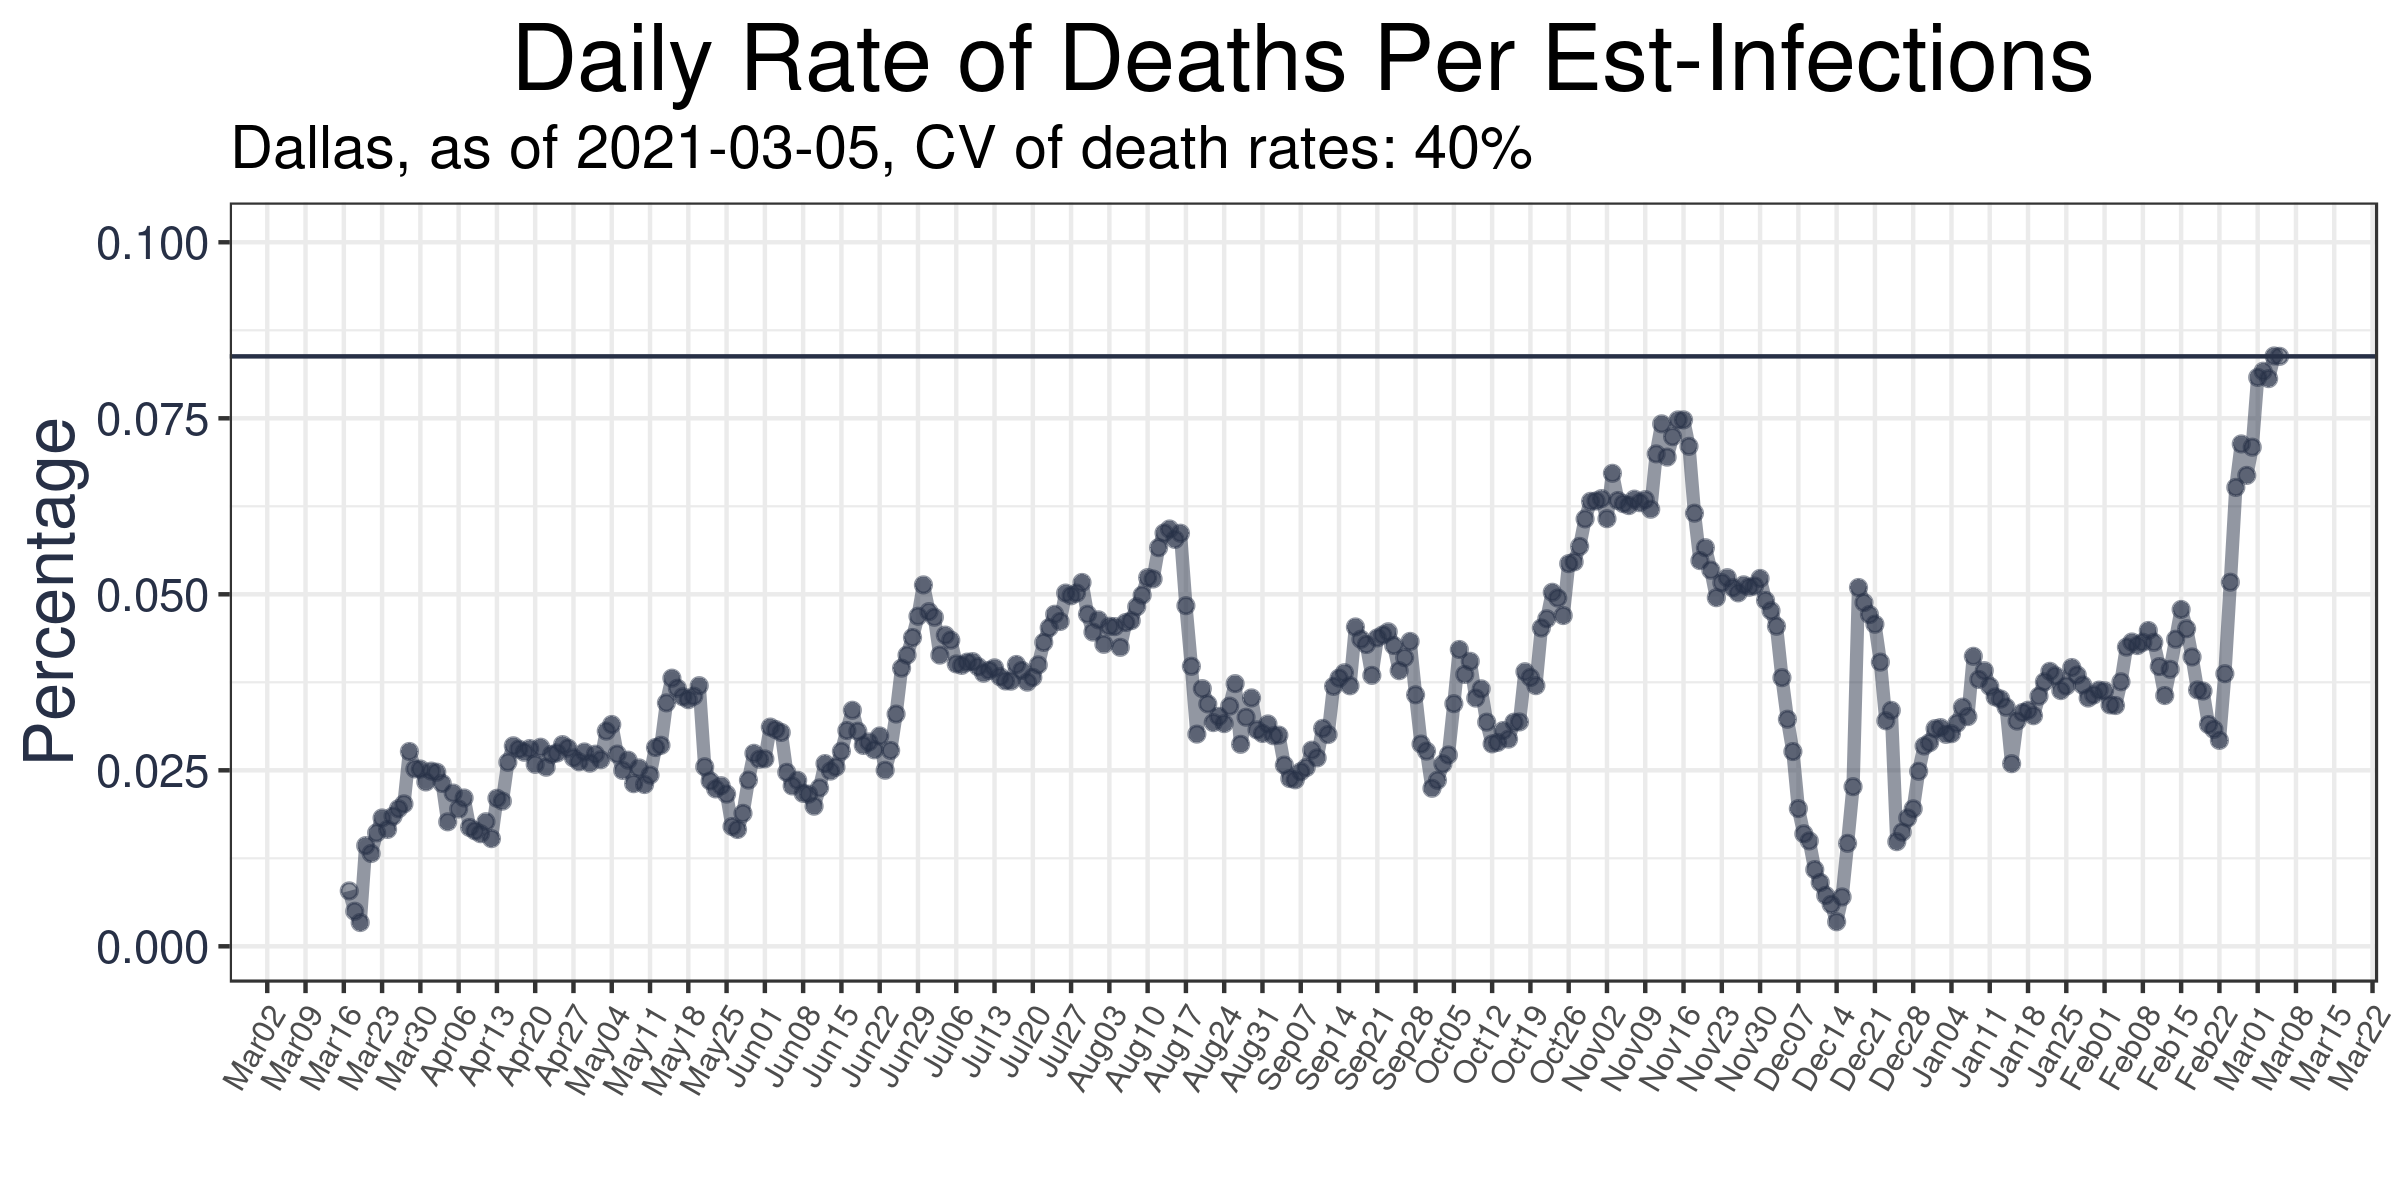 Daily Rate of Deaths Per Est-Infections
Dallas, as of 2021-03-05, CV of death rates: 40%
Percentage
0.100
0.075
0.050
0.025
0.000
Mar02 Mar09 Mar16 Mar23 Mar30 Apr06 Apr13 Apr20 Apr27 May04 May11 May18 May25 Jun01 Jun08 Jun15 Jun22 Jun29 Jul06 Jul13 Jul20 Jul27 Aug03 Aug10 Aug17 Aug24 Aug31 Sep07 Sep14 Sep21 Sep28 Oct05 Oct12 Oct19 Oct26 Nov02 Nov09 Nov16 Nov23 Nov30 Dec07 Dec14 Dec21 Dec28 Jan04 Jan11 Jan18 Jan25 Feb01 Feb08 Feb15 Feb22 Mar01 Mar08 Mar15 Mar22